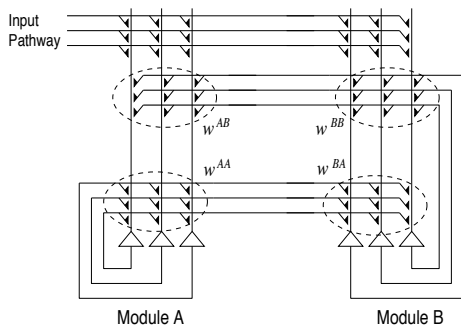 Input
Pathway
w^AB
w^BB
w^AA
w^BA
Module A
Module B